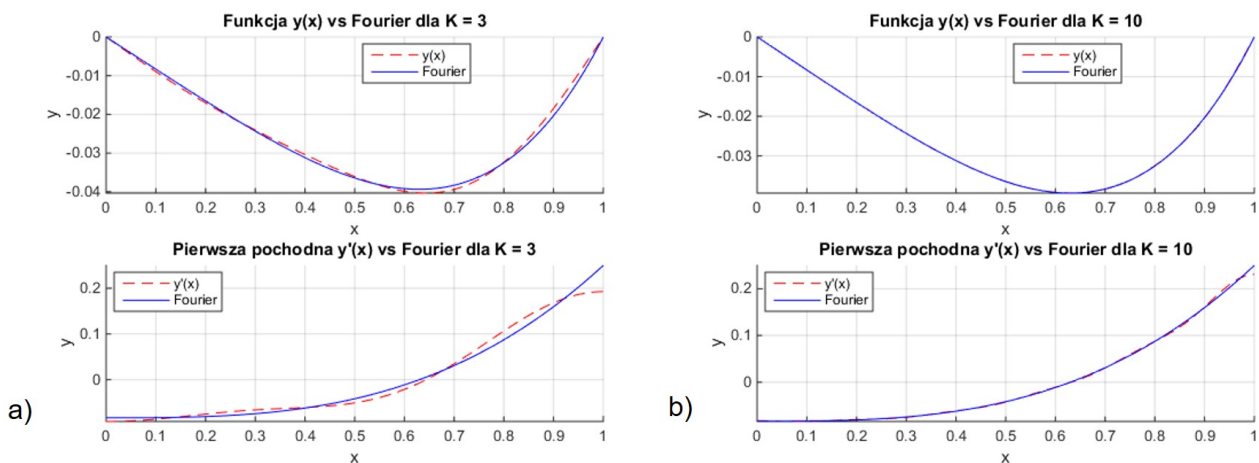 Funkcja y(x) vs Fourier dla K = 3
0
-0.01
-0.02
-0.03
-0.04
y
y(x)
Fourier
0 0.1 0.2 0.3 0.4 0.5 0.6 0.7 0.8 0.9 1
x
Pierwsza pochodna y'(x) vs Fourier dla K = 3
0.2
0.1
0
y
y'(x)
Fourier
0 0.1 0.2 0.3 0.4 0.5 0.6 0.7 0.8 0.9 1
x
a)
Funkcja y(x) vs Fourier dla K = 10
0
-0.01
-0.02
-0.03
y
y(x)
Fourier
0 0.1 0.2 0.3 0.4 0.5 0.6 0.7 0.8 0.9 1
x
Pierwsza pochodna y'(x) vs Fourier dla K = 10
0.2
0.1
0
y
y'(x)
Fourier
0 0.1 0.2 0.3 0.4 0.5 0.6 0.7 0.8 0.9 1
x
b)